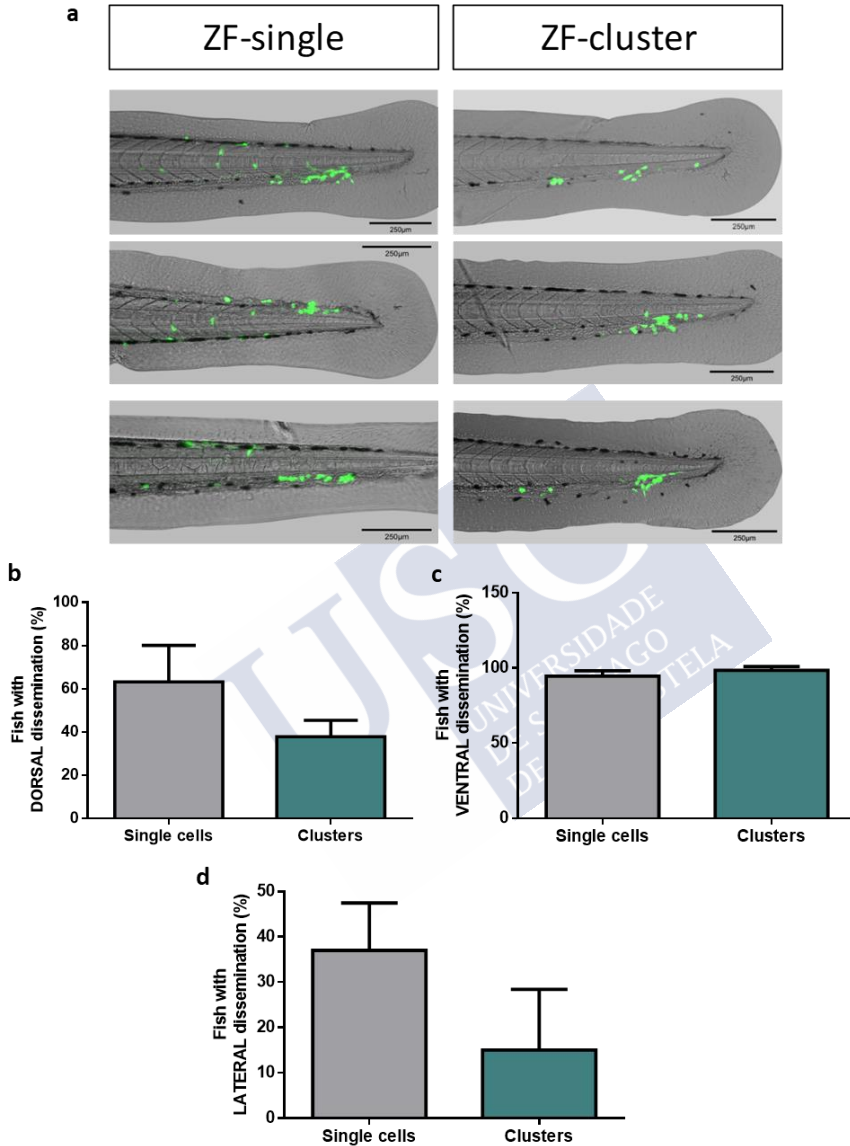 a
ZF-single
ZF-cluster
250µm
250µm
250µm
250µm
250µm
250µm
b
Fish with
DORSAL dissemination (%)
100
80
60
40
20
0
Single cells
Clusters
c
Fish with
VENTRAL dissemination (%)
150
100
50
0
Single cells
Clusters
d
Fish with
LATERAL dissemination (%)
50
40
30
20
10
0
Single cells
Clusters
USC
UNIVERSIDADE